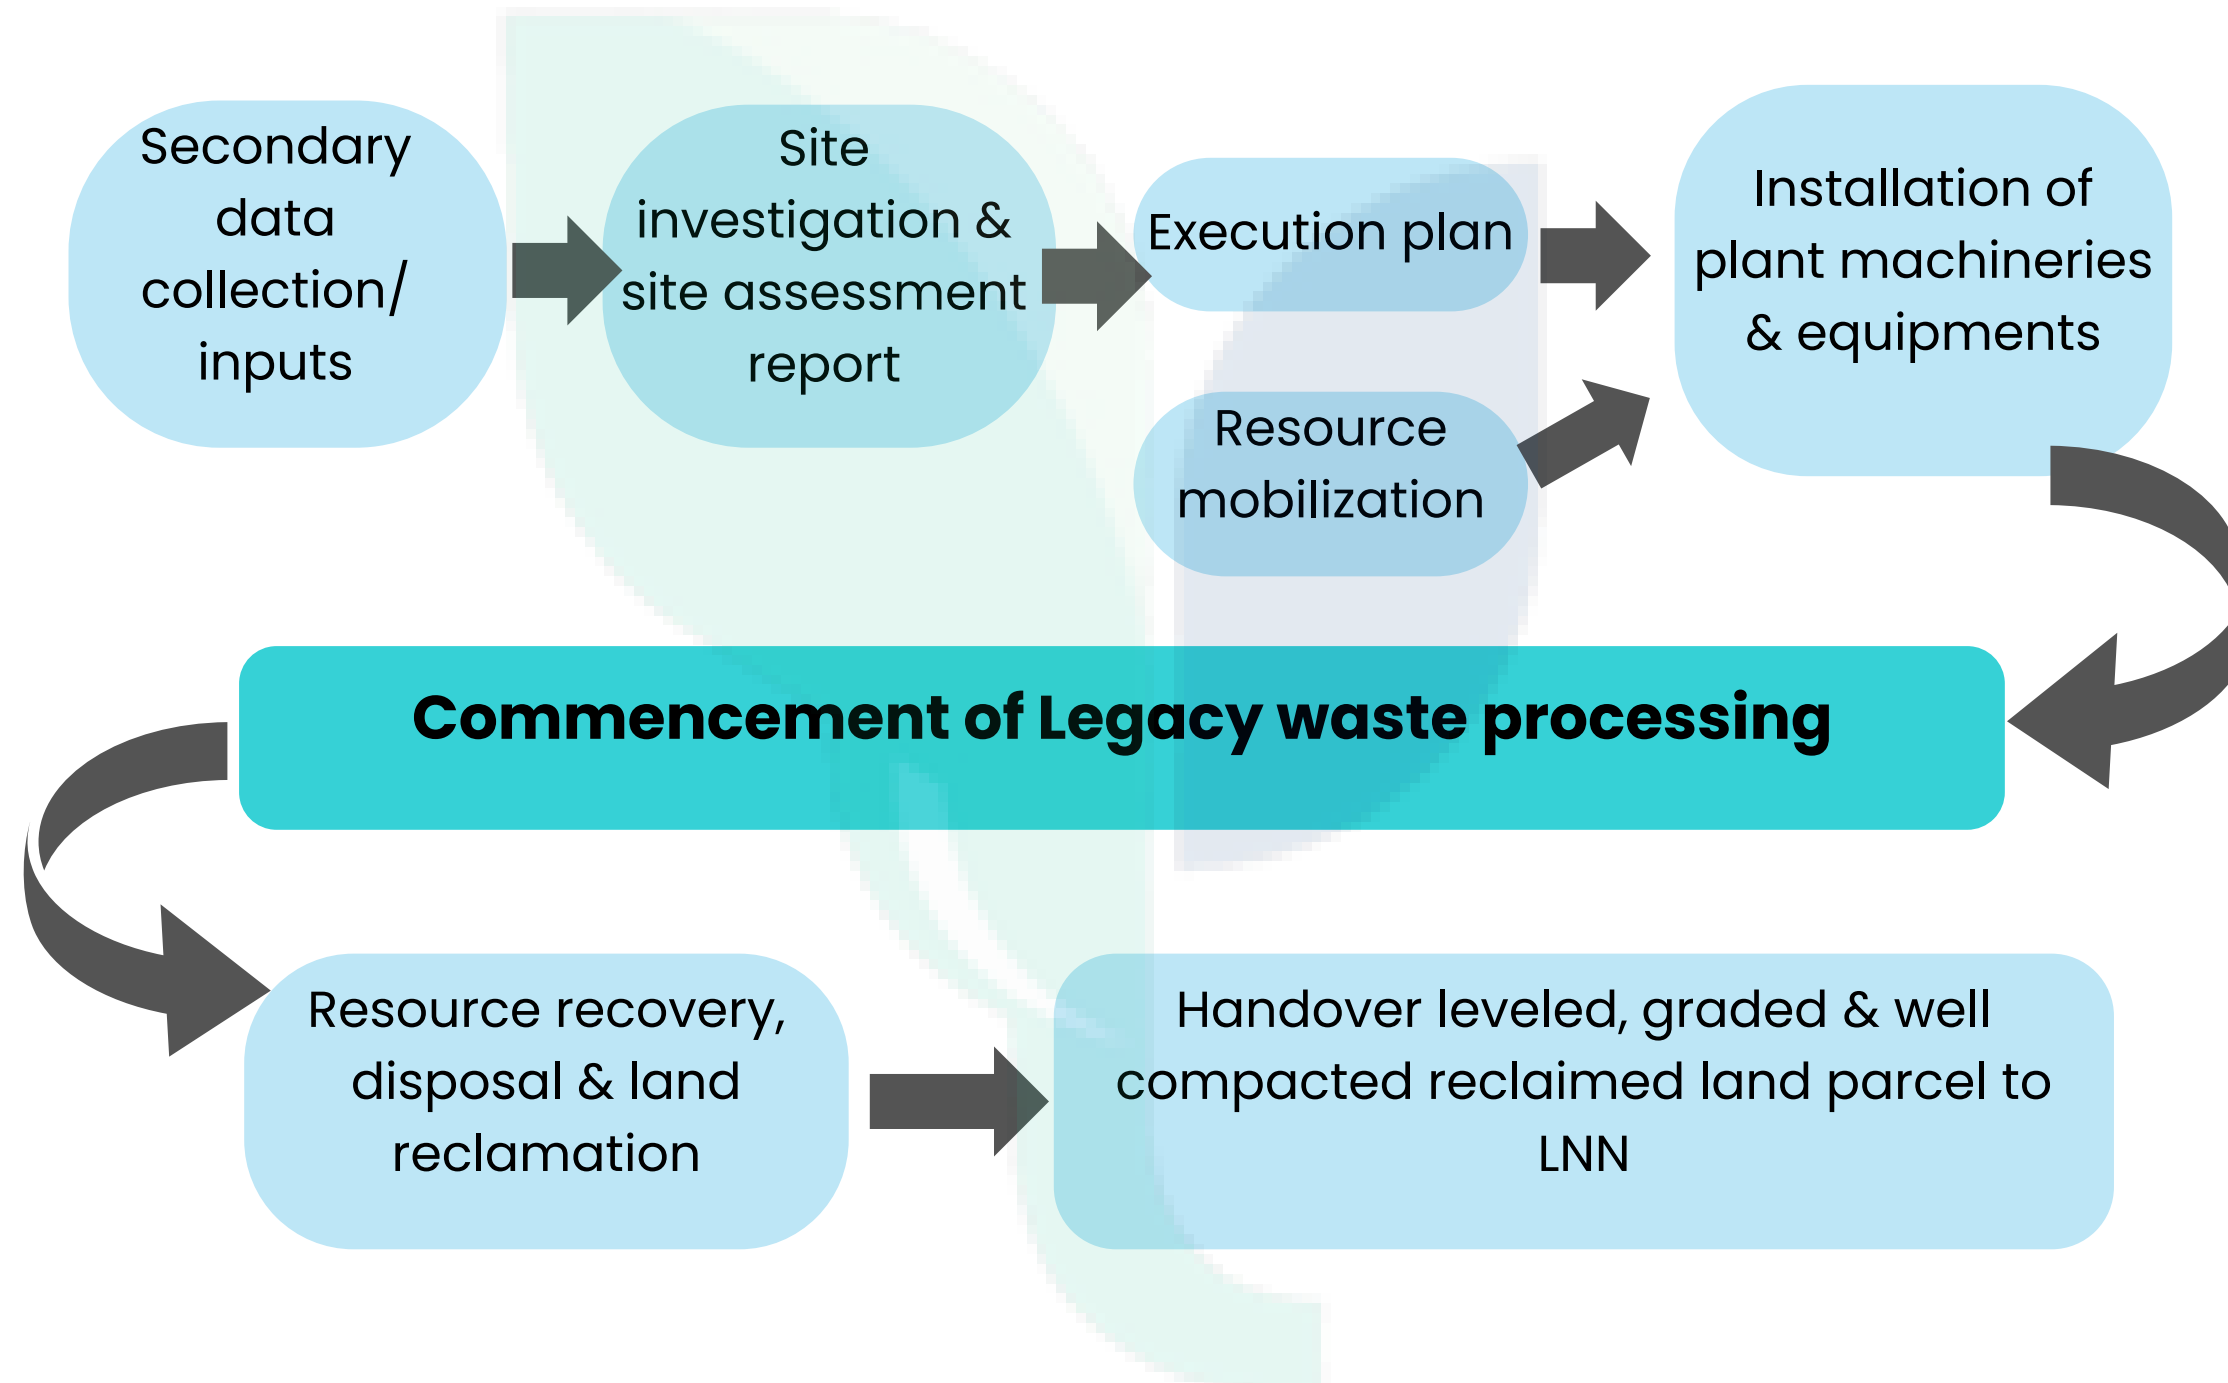 Secondary
data
collection/
inputs
Site
investigation &
site assessment
report
Execution plan
Resource
mobilization
Installation of
plant machineries
& equipments
Commencement of Legacy waste processing
Resource recovery,
disposal & land
reclamation
Handover leveled, graded & well
compacted reclaimed land parcel to
LNN